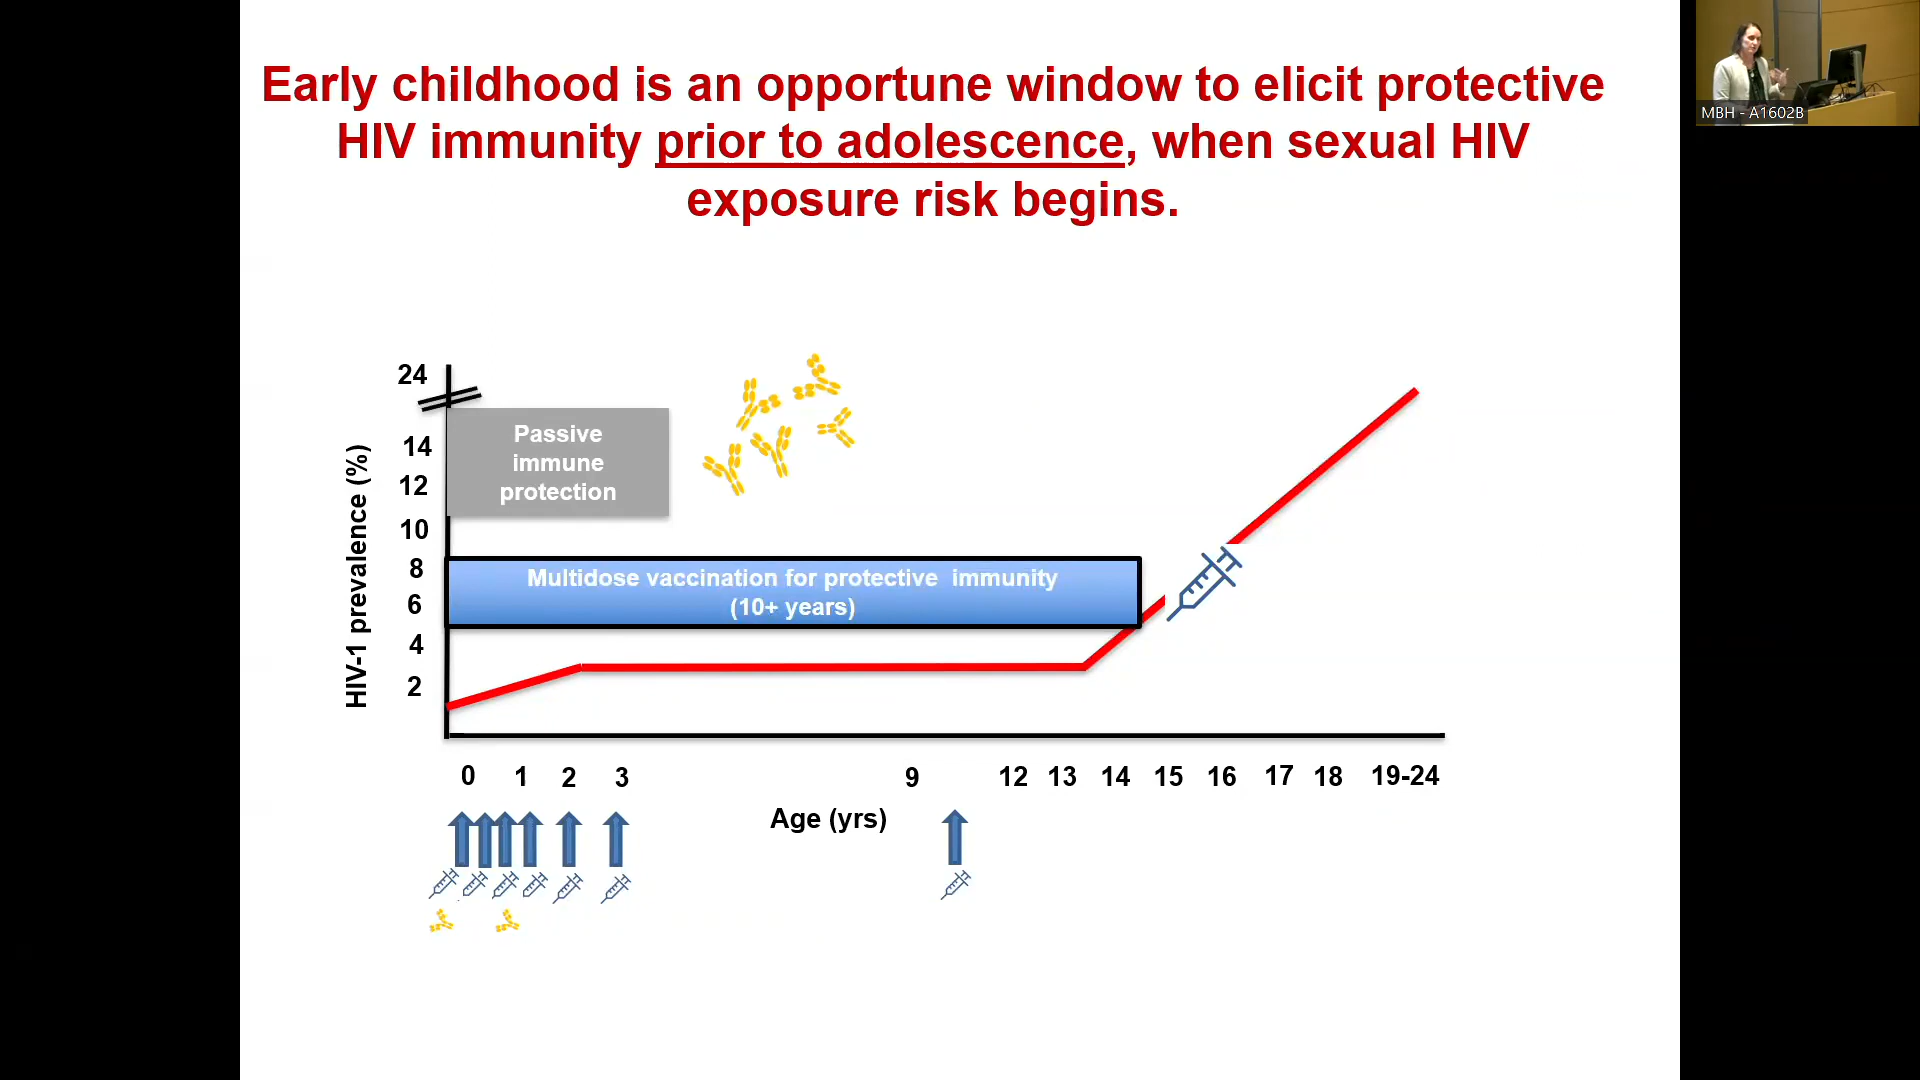 Early childhood is an opportune window to elicit protective
HIV immunity prior to adolescence, when sexual HIV
exposure risk begins.
MBH - A1602B
24
14
12
10
8
6
4
2
HIV-1 prevalence (%)
Passive
immune
protection
Multidose vaccination for protective immunity
(10+ years)
0 1 2 3 9 12 13 14 15 16 17 18 19-24
Age (yrs)